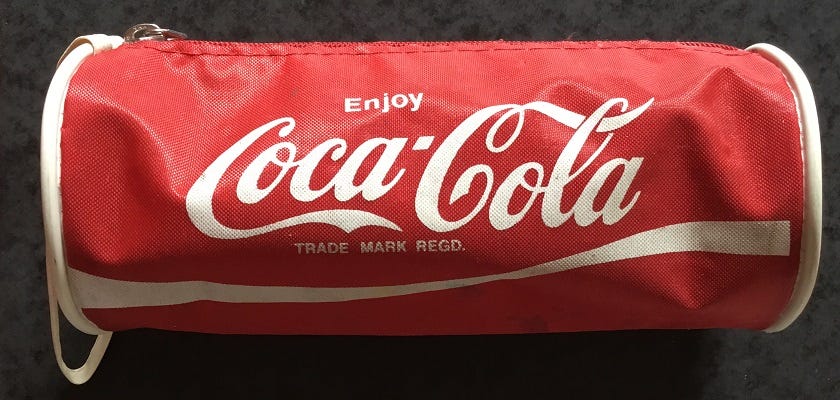 Enjoy
Coca-Cola
TRADE MARK REGD.